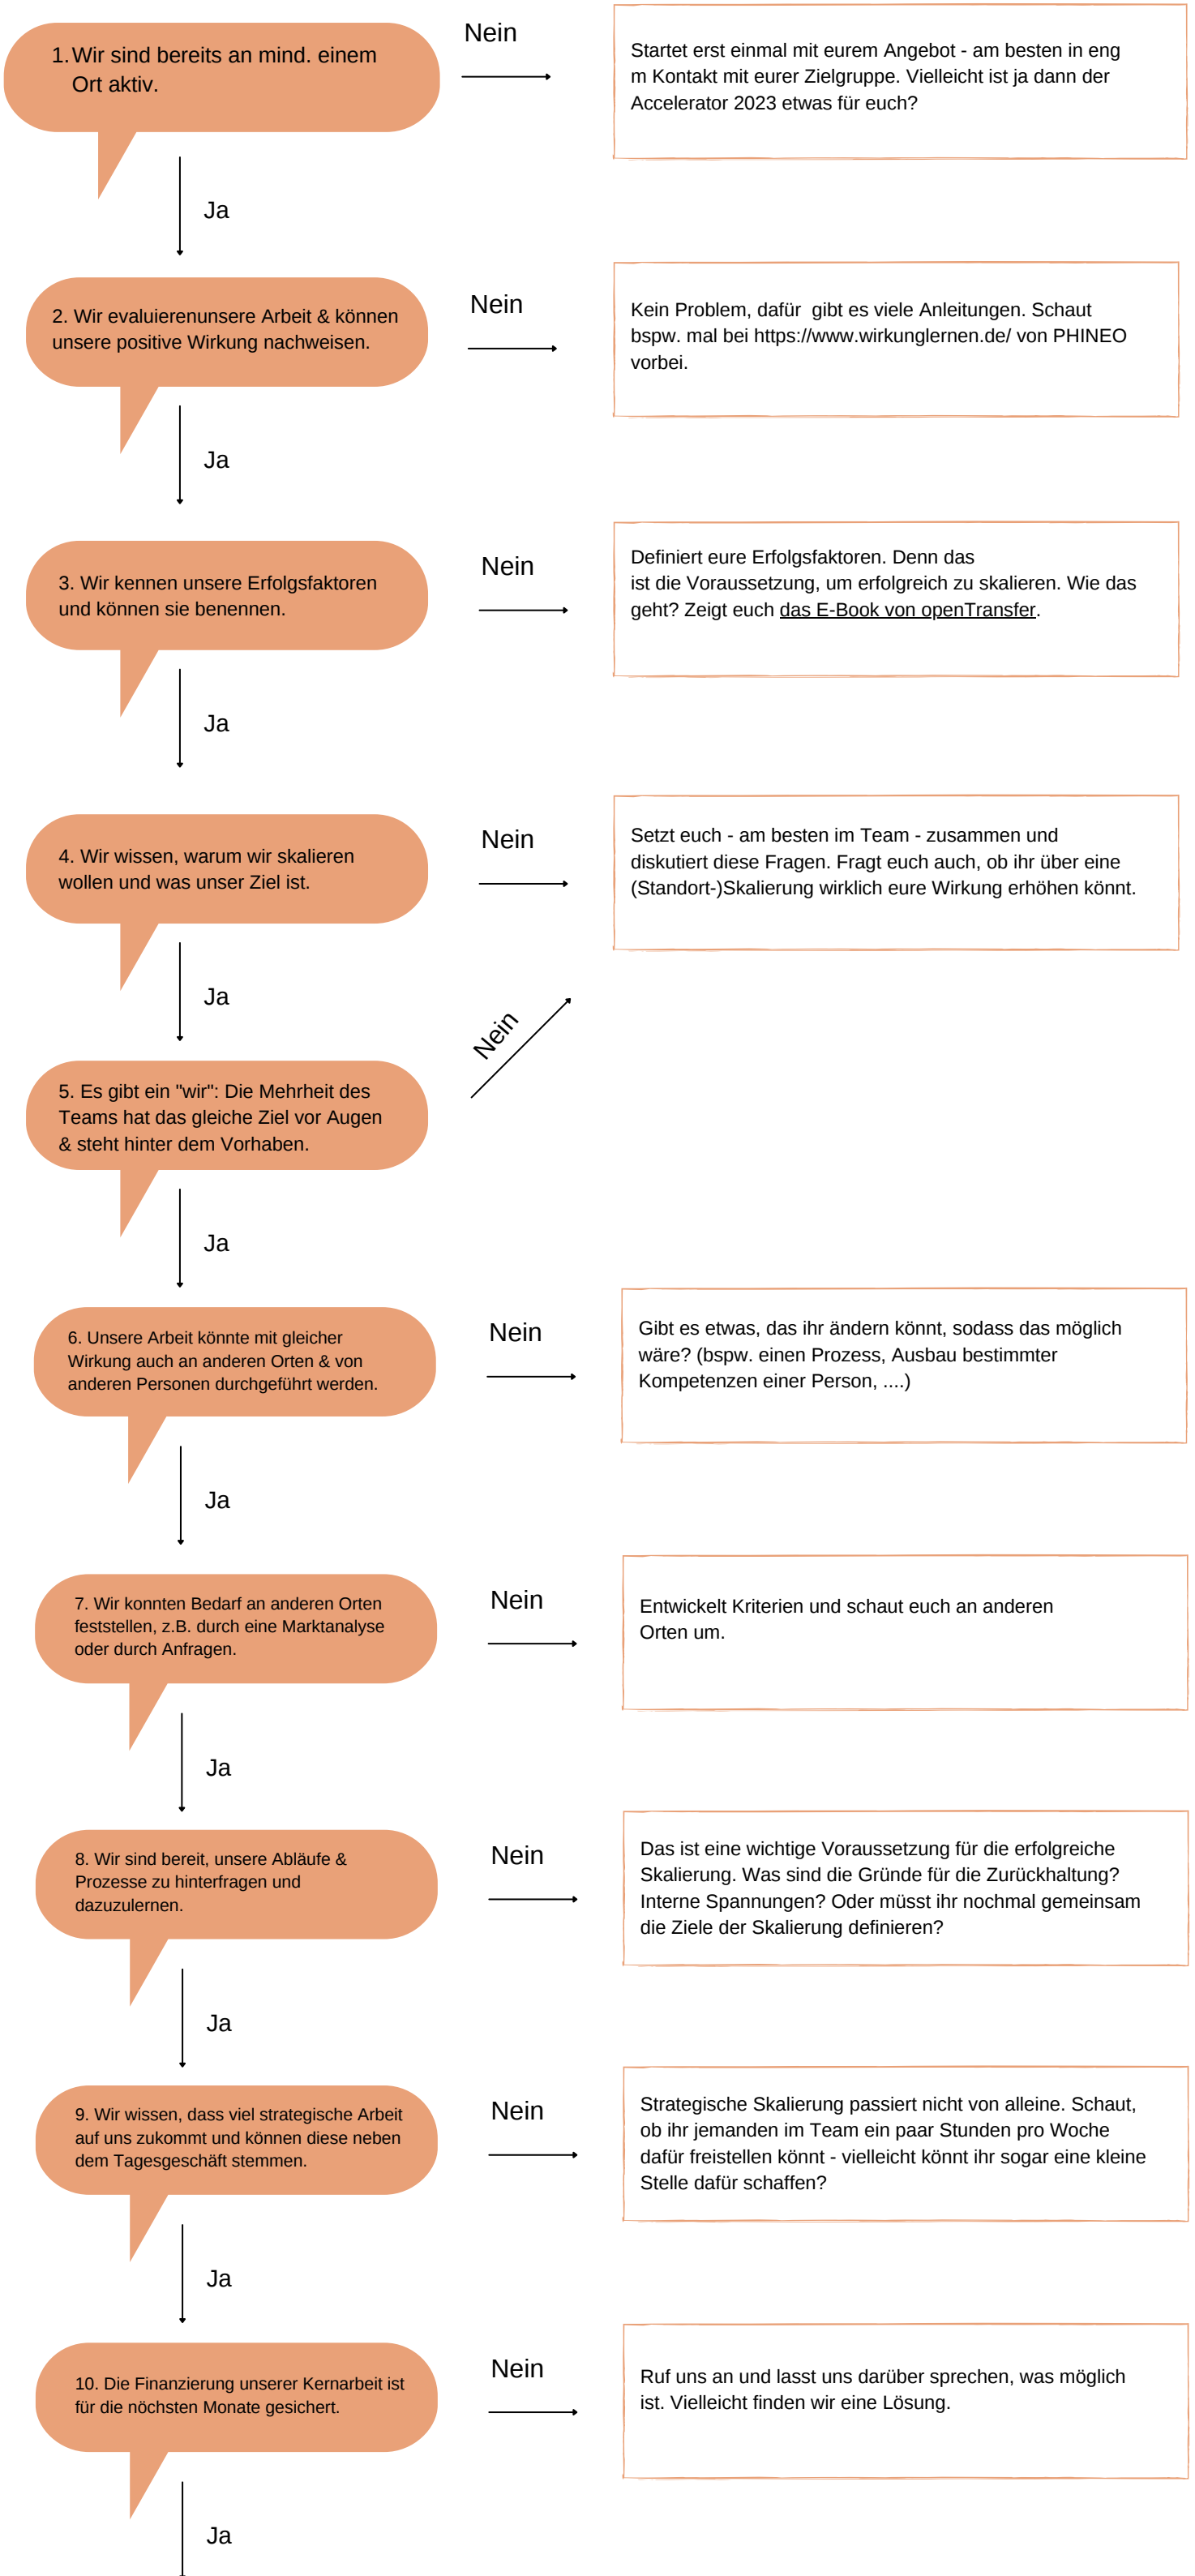 1. Wir sind bereits an mind. einem
Ort aktiv.
Nein
Startet erst einmal mit eurem Angebot - am besten in eng
m Kontakt mit eurer Zielgruppe. Vielleicht ist ja dann der
Accelerator 2023 etwas für euch?
Ja
2. Wir evaluierenunsere Arbeit & können
unsere positive Wirkung nachweisen.
Nein
Kein Problem, dafür gibt es viele Anleitungen. Schaut
bspw. mal bei https://www.wirkunglernen.de/ von PHINEO
vorbei.
Ja
3. Wir kennen unsere Erfolgsfaktoren
und können sie benennen.
Nein
Definiert eure Erfolgsfaktoren. Denn das
ist die Voraussetzung, um erfolgreich zu skalieren. Wie das
geht? Zeigt euch das E-Book von openTransfer.
Ja
4. Wir wissen, warum wir skalieren
wollen und was unser Ziel ist.
Nein
Setzt euch - am besten im Team - zusammen und
diskutiert diese Fragen. Fragt euch auch, ob ihr über eine
(Standort-)Skalierung wirklich eure Wirkung erhöhen könnt.
Ja
Nein
5. Es gibt ein "wir": Die Mehrheit des
Teams hat das gleiche Ziel vor Augen
& steht hinter dem Vorhaben.
Ja
6. Unsere Arbeit könnte mit gleicher
Wirkung auch an anderen Orten & von
anderen Personen durchgeführt werden.
Nein
Gibt es etwas, das ihr ändern könnt, sodass das möglich
wäre? (bspw. einen Prozess, Ausbau bestimmter
Kompetenzen einer Person, ....)
Ja
7. Wir konnten Bedarf an anderen Orten
feststellen, z.B. durch eine Marktanalyse
oder durch Anfragen.
Nein
Entwickelt Kriterien und schaut euch an anderen
Orten um.
Ja
8. Wir sind bereit, unsere Abläufe &
Prozesse zu hinterfragen und
dazuzulernen.
Nein
Das ist eine wichtige Voraussetzung für die erfolgreiche
Skalierung. Was sind die Gründe für die Zurückhaltung?
Interne Spannungen? Oder müsst ihr nochmal gemeinsam
die Ziele der Skalierung definieren?
Ja
9. Wir wissen, dass viel strategische Arbeit
auf uns zukommt und können diese neben
dem Tagesgeschäft stemmen.
Nein
Strategische Skalierung passiert nicht von alleine. Schaut,
ob ihr jemanden im Team ein paar Stunden pro Woche
dafür freistellen könnt - vielleicht könnt ihr sogar eine kleine
Stelle dafür schaffen?
Ja
10. Die Finanzierung unserer Kernarbeit ist
für die nöchsten Monate gesichert.
Nein
Ruf uns an und lasst uns darüber sprechen, was möglich
ist. Vielleicht finden wir eine Lösung.
Ja